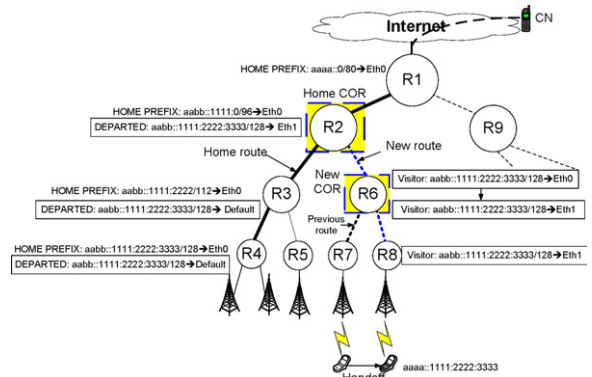 CN
Internet
HOME PREFIX: aaaa::0/80➔Eth0
R1
Home COR
HOME PREFIX: aabb::1111:0/96➔Eth0
DEPARTED: aabb::1111:2222:3333/128➔ Eth1
R2
R9
Home route
New route
New COR
Visitor: aabb::1111:2222:3333/128➔Eth0
HOME PREFIX: aabb::1111:2222/112➔Eth0
DEPARTED: aabb::1111:2222:3333/128➔ Default
R3
R6
Visitor: aabb::1111:2222:3333/128➔Eth1
Previous route
HOME PREFIX: aabb::1111:2222:3333/128➔Eth0
DEPARTED: aabb::1111:2222:3333/128➔Default
R4
R5
R7
R8
Visitor: aabb::1111:2222:3333/128➔Eth1
aaaa::1111:2222:3333
Handoff